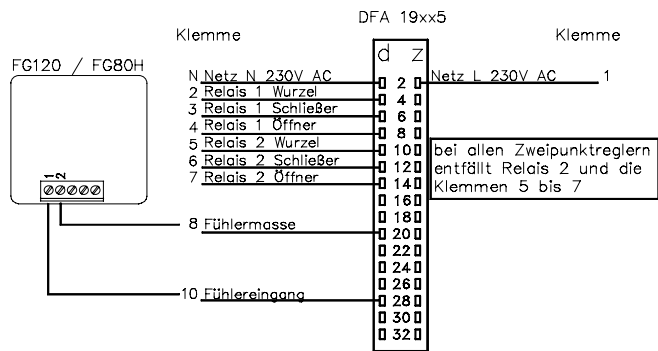 DFA 19xx5
Klemme
Klemme
FG120 / FG80H
d z
N Netz N 230V AC 2 Netz L 230V AC 1
2 Relais 1 Wurzel 4
3 Relais 1 Schließer 6
4 Relais 1 Öffner 8
5 Relais 2 Wurzel 10
6 Relais 2 Schließer 12
7 Relais 2 Öffner 14
bei allen Zweipunktreglern
entfällt Relais 2 und die
Klemmen 5 bis 7
1
2
16
18
8 Fühlermasse 20
22
24
26
10 Fühlereingang 28
30
32